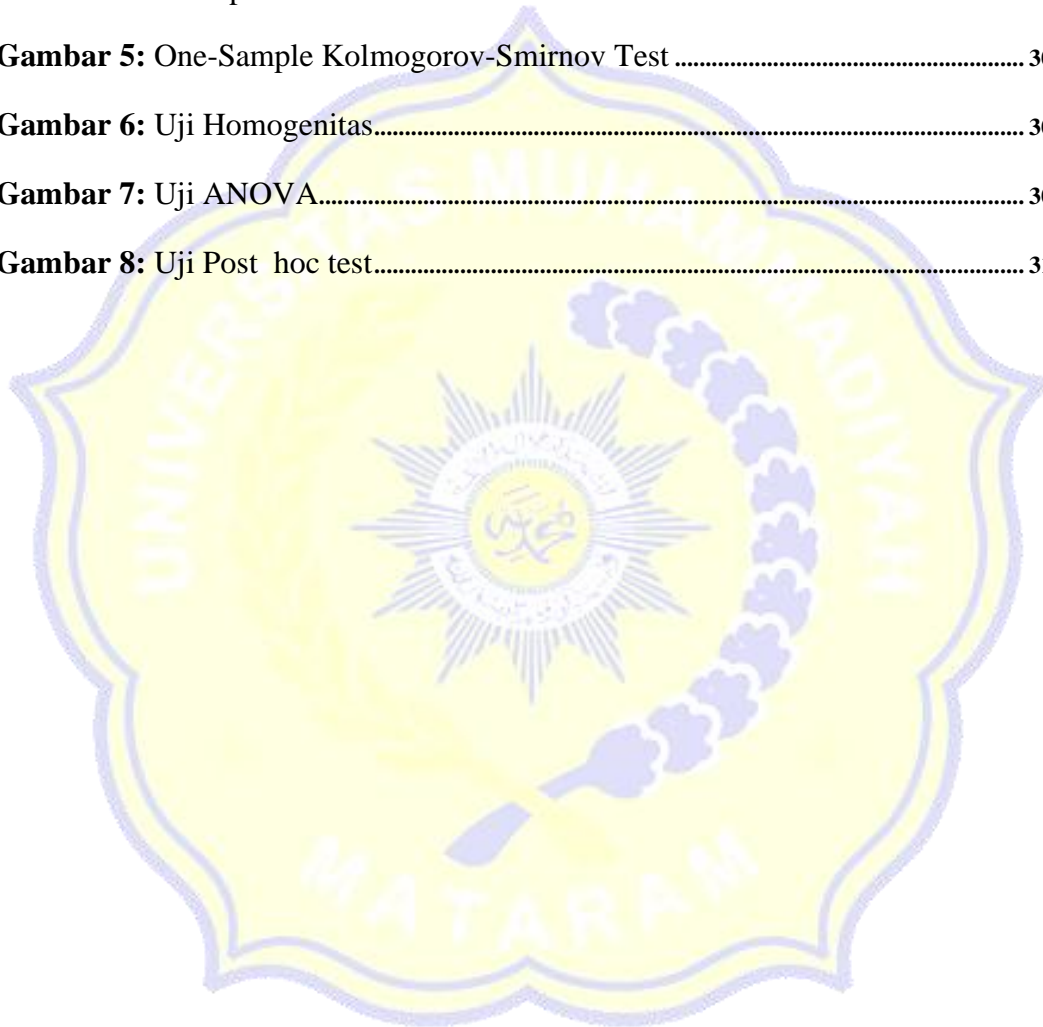 Gambar 5: One-Sample Kolmogorov-Smirnov Test
Gambar 6: Uji Homogenitas
Gambar 7: Uji ANOVA
Gambar 8: Uji Post hoc test
UNIVERSITAS MUHAMMADIYAH
MATARAM